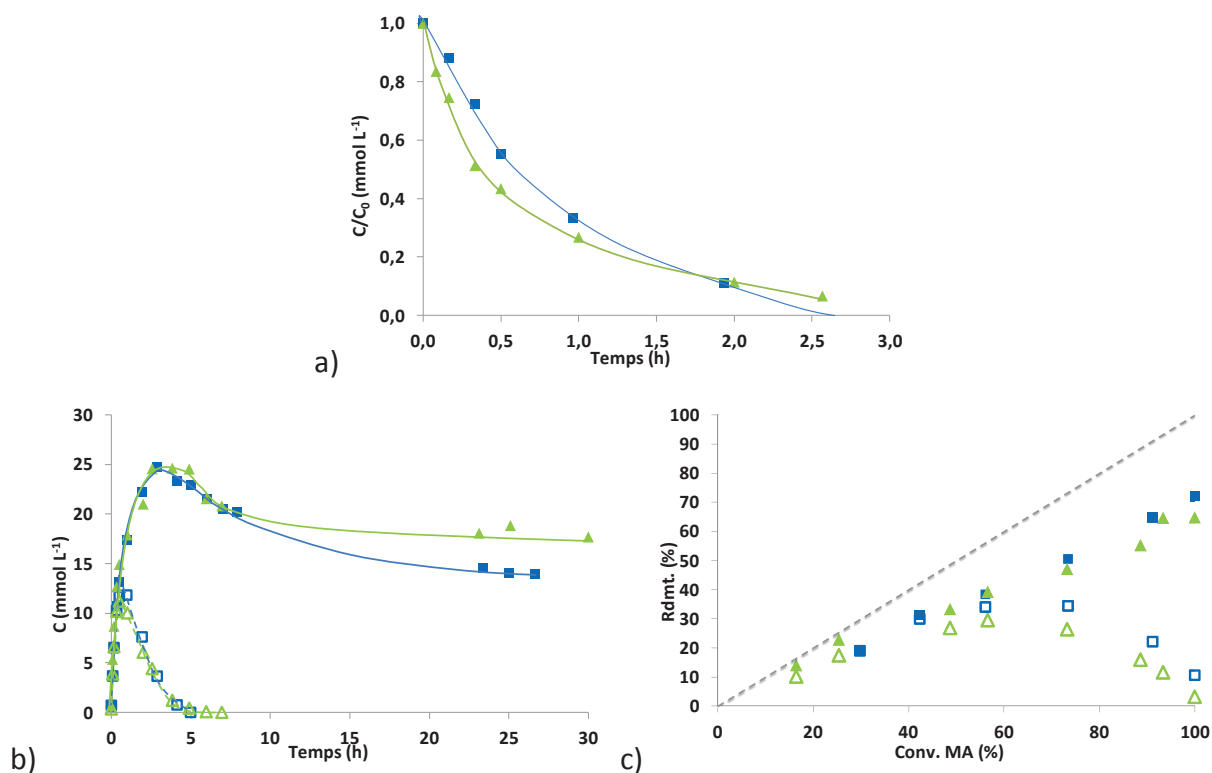 C/C₀ (mmol L⁻¹)
1,0
0,8
0,6
0,4
0,2
0,0
0,0 0,5 1,0 1,5 2,0 2,5 3,0
Temps (h)
a)
C (mmol L⁻¹)
30
25
20
15
10
5
0
0 5 10 15 20 25 30
Temps (h)
b)
Rdmt. (%)
100
90
80
70
60
50
40
30
20
10
0
0 20 40 60 80 100
Conv. MA (%)
c)